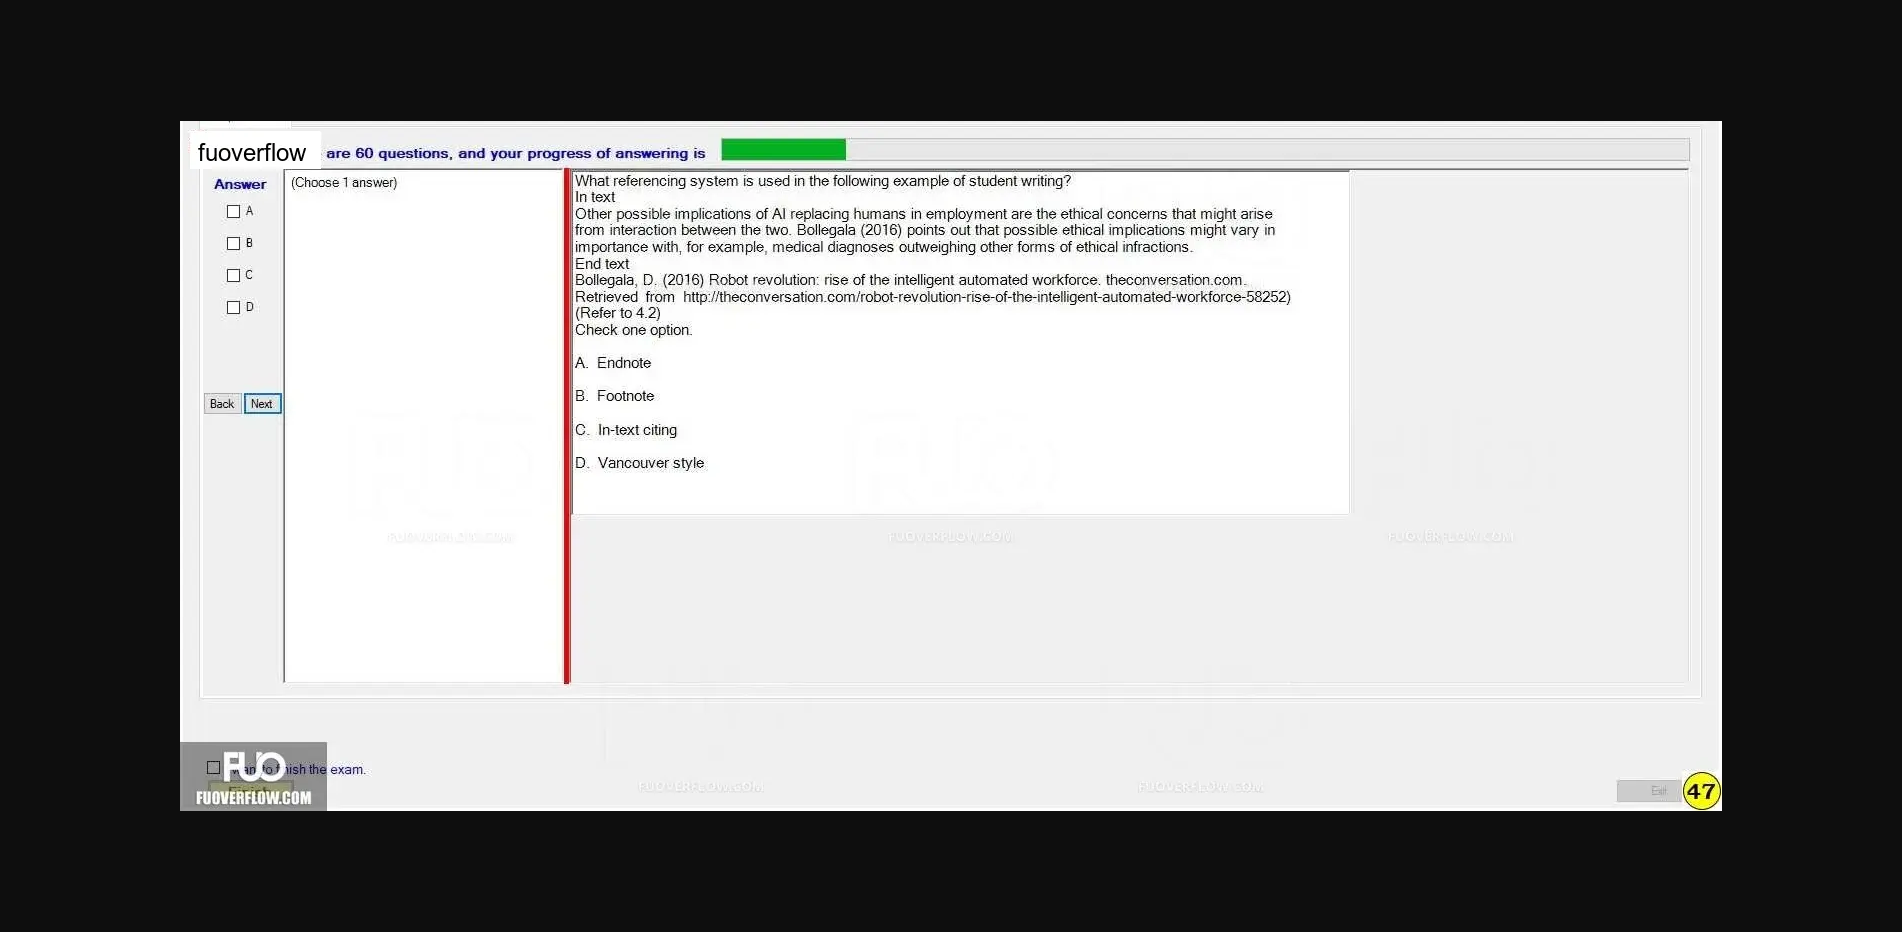 fuoverflow are 60 questions, and your progress of answering is
Answer
(Choose 1 answer)
A
B
C
D
Back Next
What referencing system is used in the following example of student writing?
In text
Other possible implications of AI replacing humans in employment are the ethical concerns that might arise
from interaction between the two. Bollegala (2016) points out that possible ethical implications might vary in
importance with, for example, medical diagnoses outweighing other forms of ethical infractions.
End text
Bollegala, D. (2016) Robot revolution: rise of the intelligent automated workforce. theconversation.com.
Retrieved from http://theconversation.com/robot-revolution-rise-of-the-intelligent-automated-workforce-58252)
(Refer to 4.2)
Check one option.
A. Endnote
B. Footnote
C. In-text citing
D. Vancouver style
FUOVERFLOW.COM FUOVERFLOW.COM FUOVERFLOW.COM
want to finish the exam.
FUO
FUOVERFLOW.COM
FUOVERFLOW.COM FUOVERFLOW.COM
Exit
47